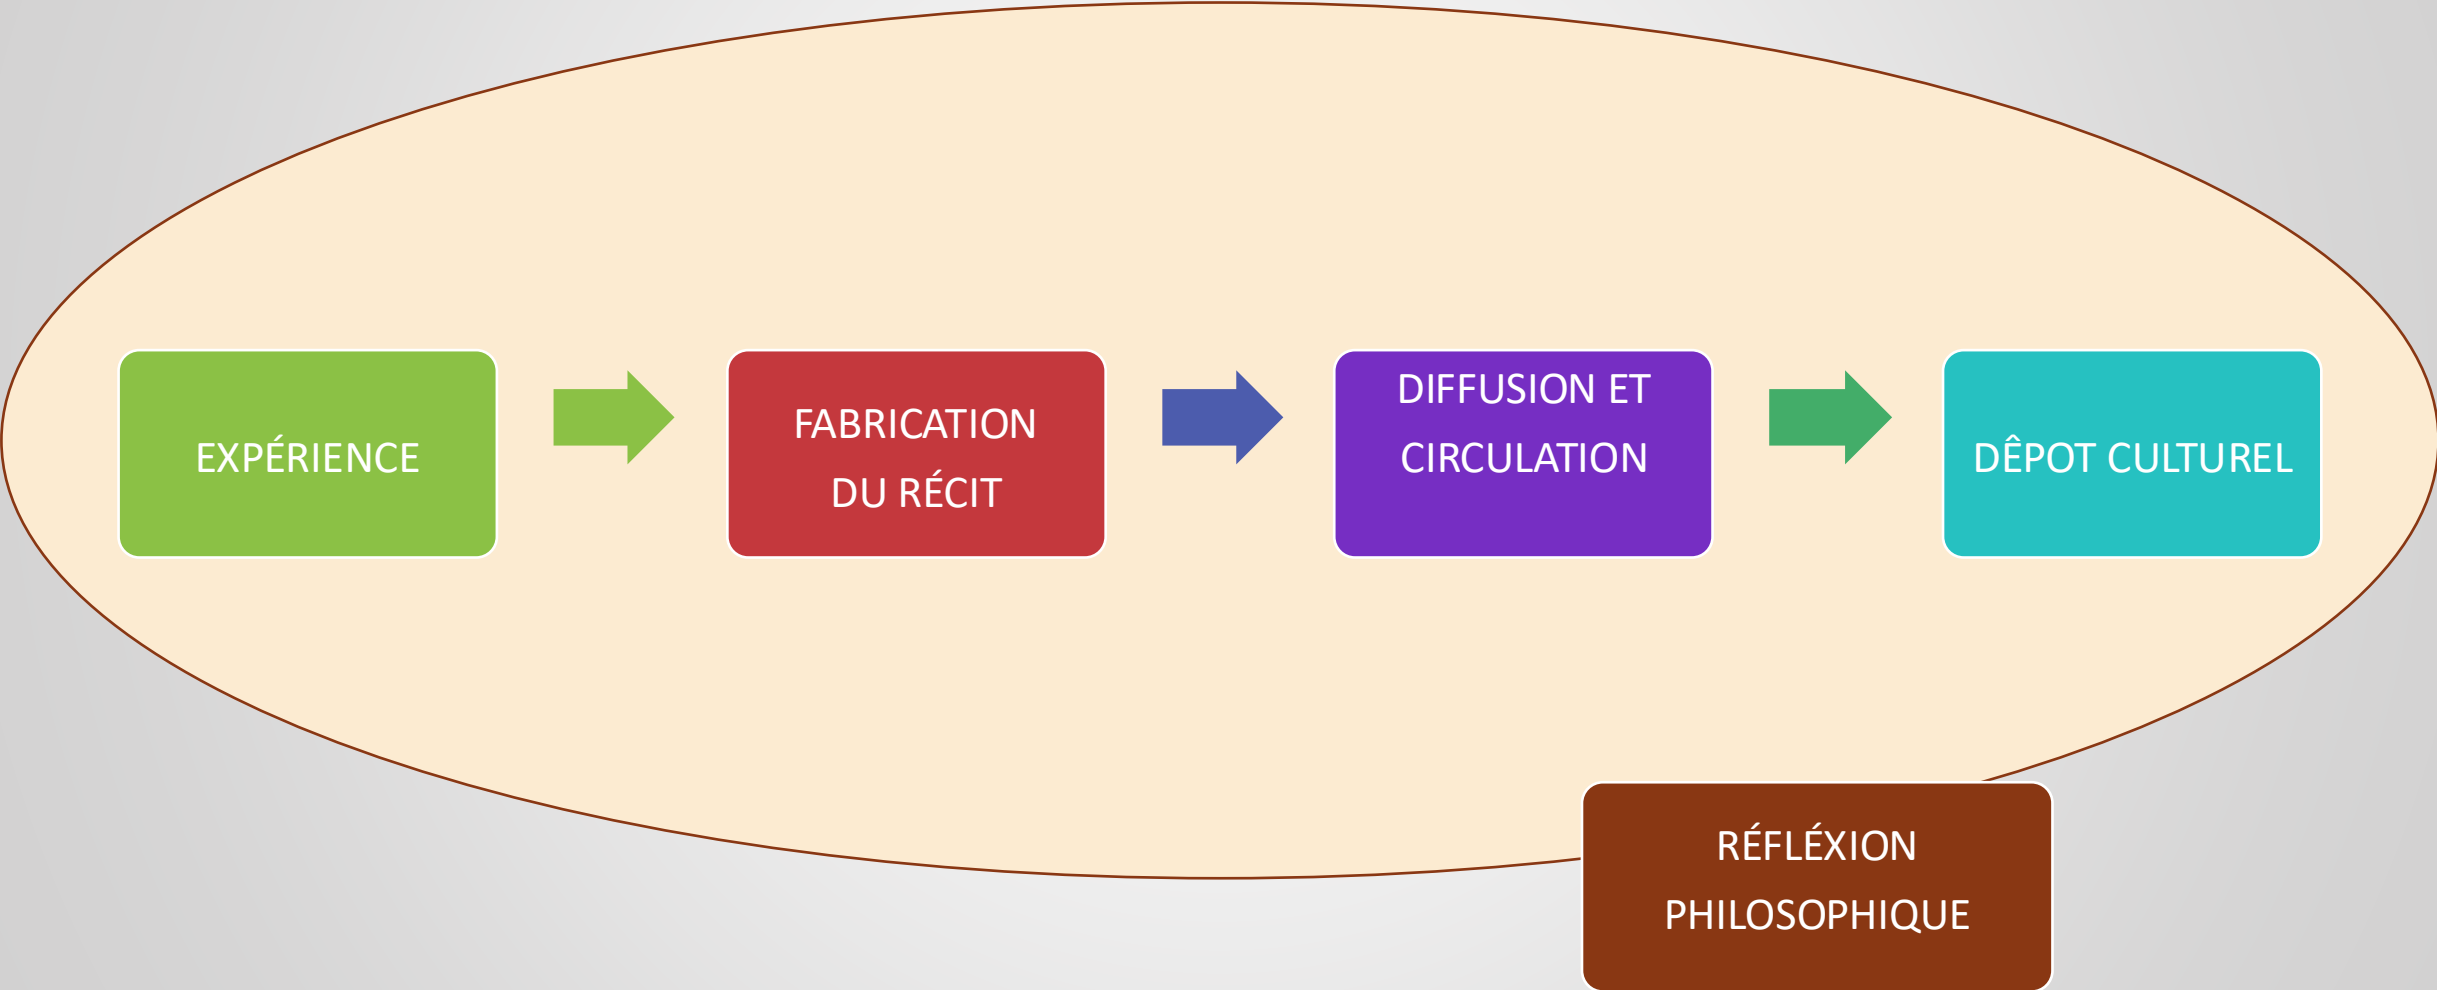 EXPÉRIENCE
FABRICATION
DU RÉCIT
DIFFUSION ET
CIRCULATION
DÊPOT CULTUREL
RÉFLÉXION
PHILOSOPHIQUE